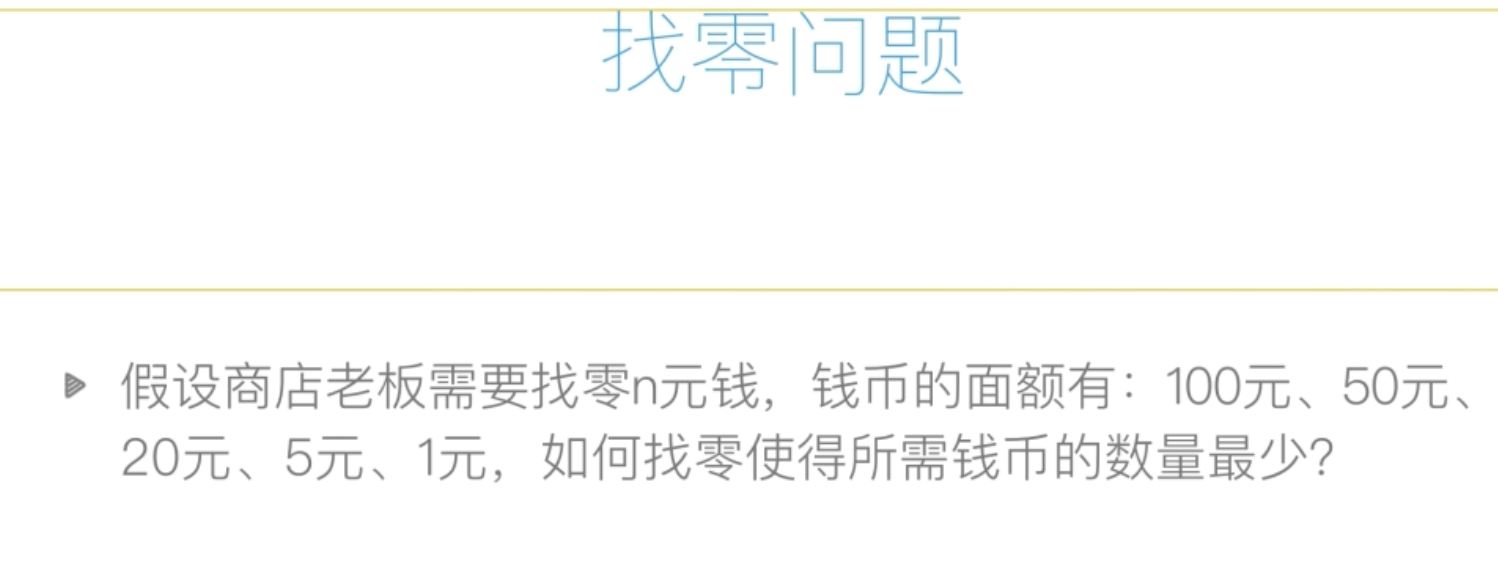 找零问题
假设商店老板需要找零n元钱，钱币的面额有：100元、50元、
20元、5元、1元，如何找零使得所需钱币的数量最少？